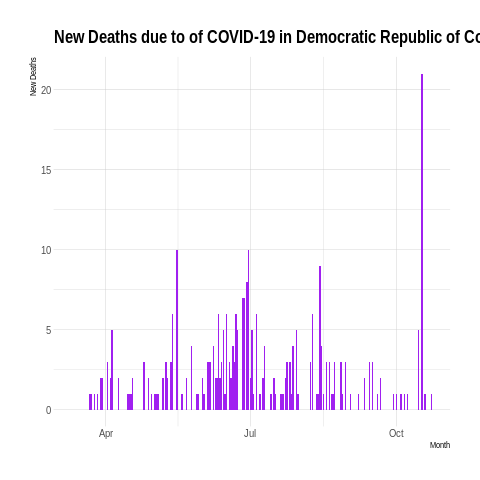 New Deaths due to of COVID-19 in Democratic Republic of Co
New Deaths
20
15
10
5
0
Apr
Jul
Oct
Month